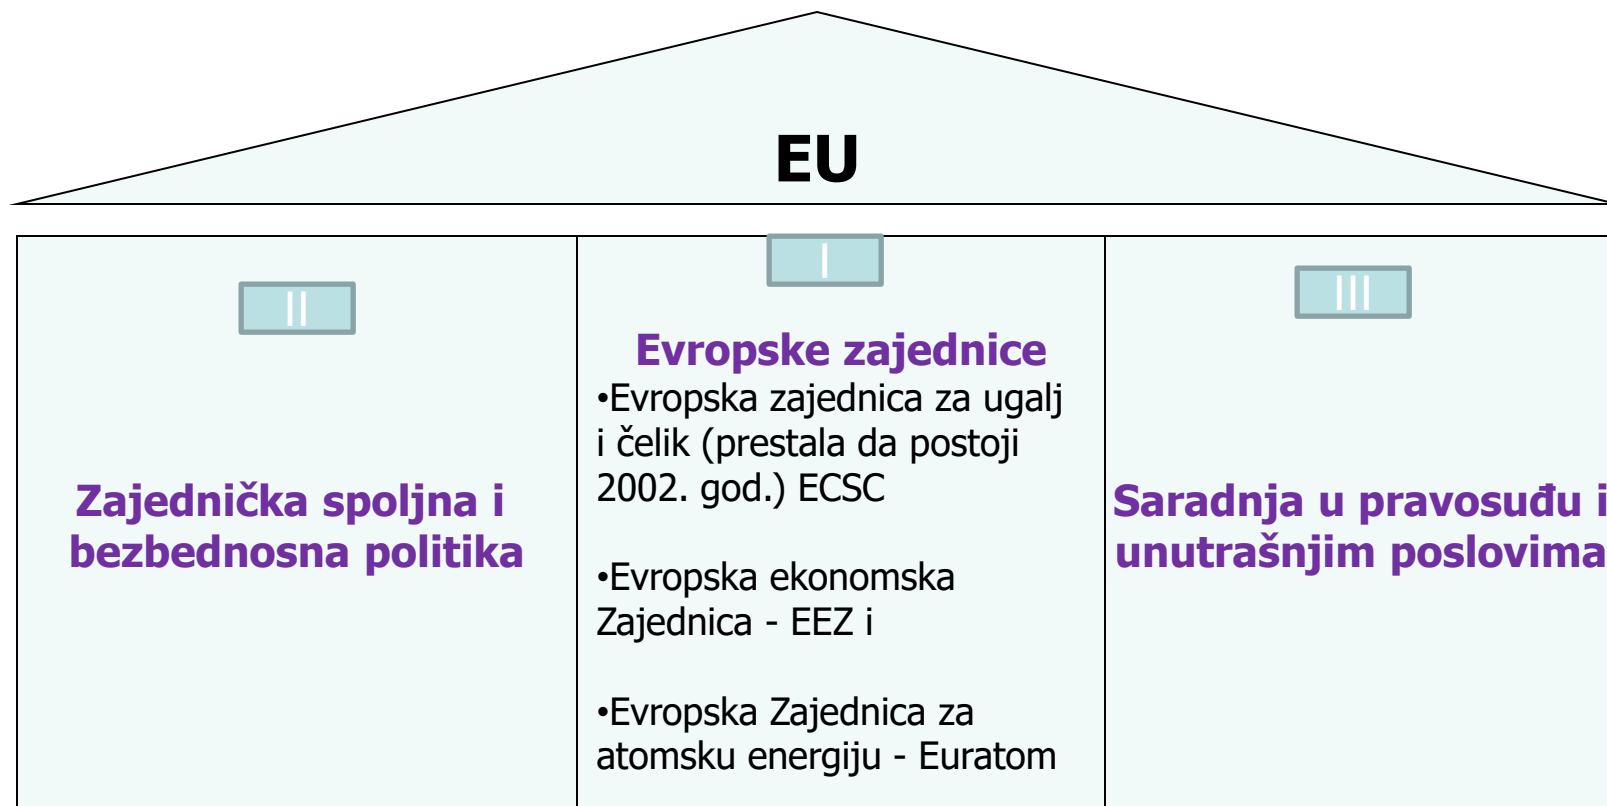 EU
II
Zajednička spoljna i
bezbednosna politika
I
Evropske zajednice
•Evropska zajednica za ugalj
i čelik (prestala da postoji
2002. god.) ECSC
•Evropska ekonomska
Zajednica - EEZ i
•Evropska Zajednica za
atomsku energiju - Euratom
III
Saradnja u pravosuđu i
unutrašnjim poslovima